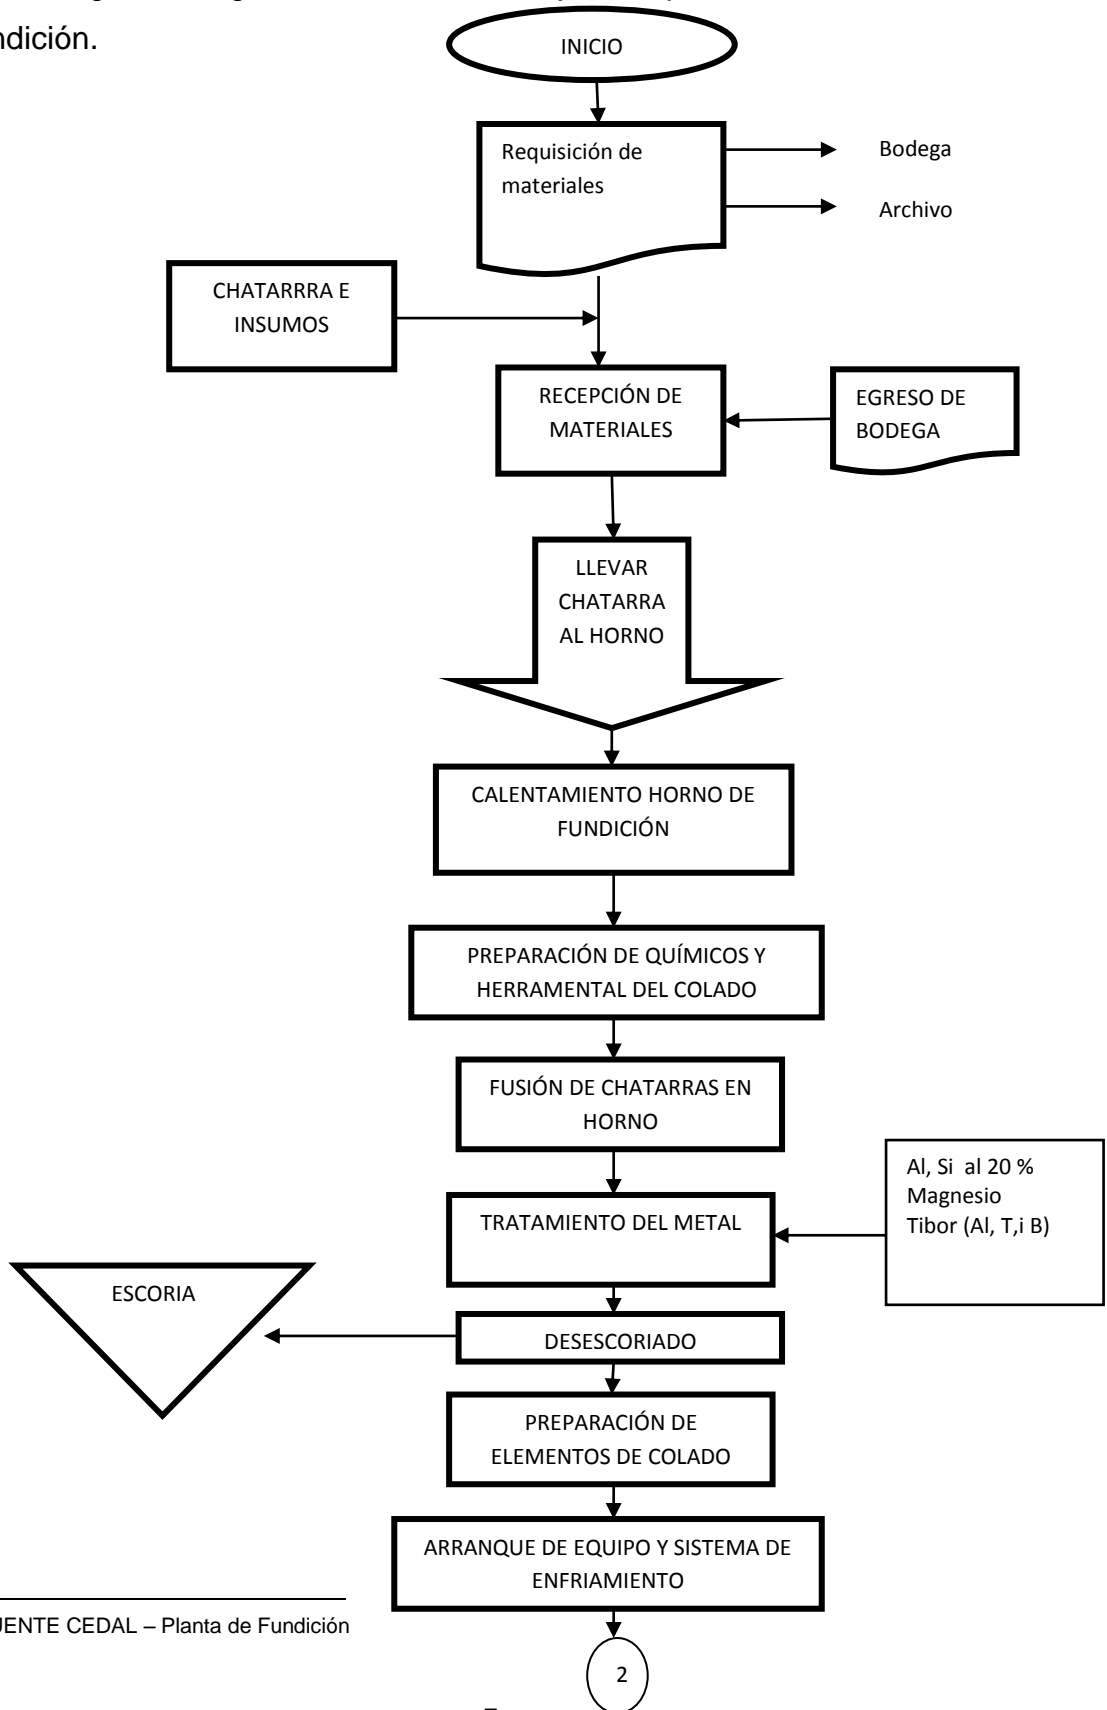 ndición.
INICIO
Requisición de
materiales
Bodega
Archivo
CHATARRRA E
INSUMOS
RECEPCIÓN DE
MATERIALES
EGRESO DE
BODEGA
LLEVAR
CHATARRA
AL HORNO
CALENTAMIENTO HORNO DE
FUNDICIÓN
PREPARACIÓN DE QUÍMICOS Y
HERRAMENTAL DEL COLADO
FUSIÓN DE CHATARRAS EN
HORNO
Al, Si al 20 %
Magnesio
Tibor (Al, T,i B)
TRATAMIENTO DEL METAL
ESCORIA
DESESCORIADO
PREPARACIÓN DE
ELEMENTOS DE COLADO
ARRANQUE DE EQUIPO Y SISTEMA DE
ENFRIAMIENTO
UENTE CEDAL – Planta de Fundición
2